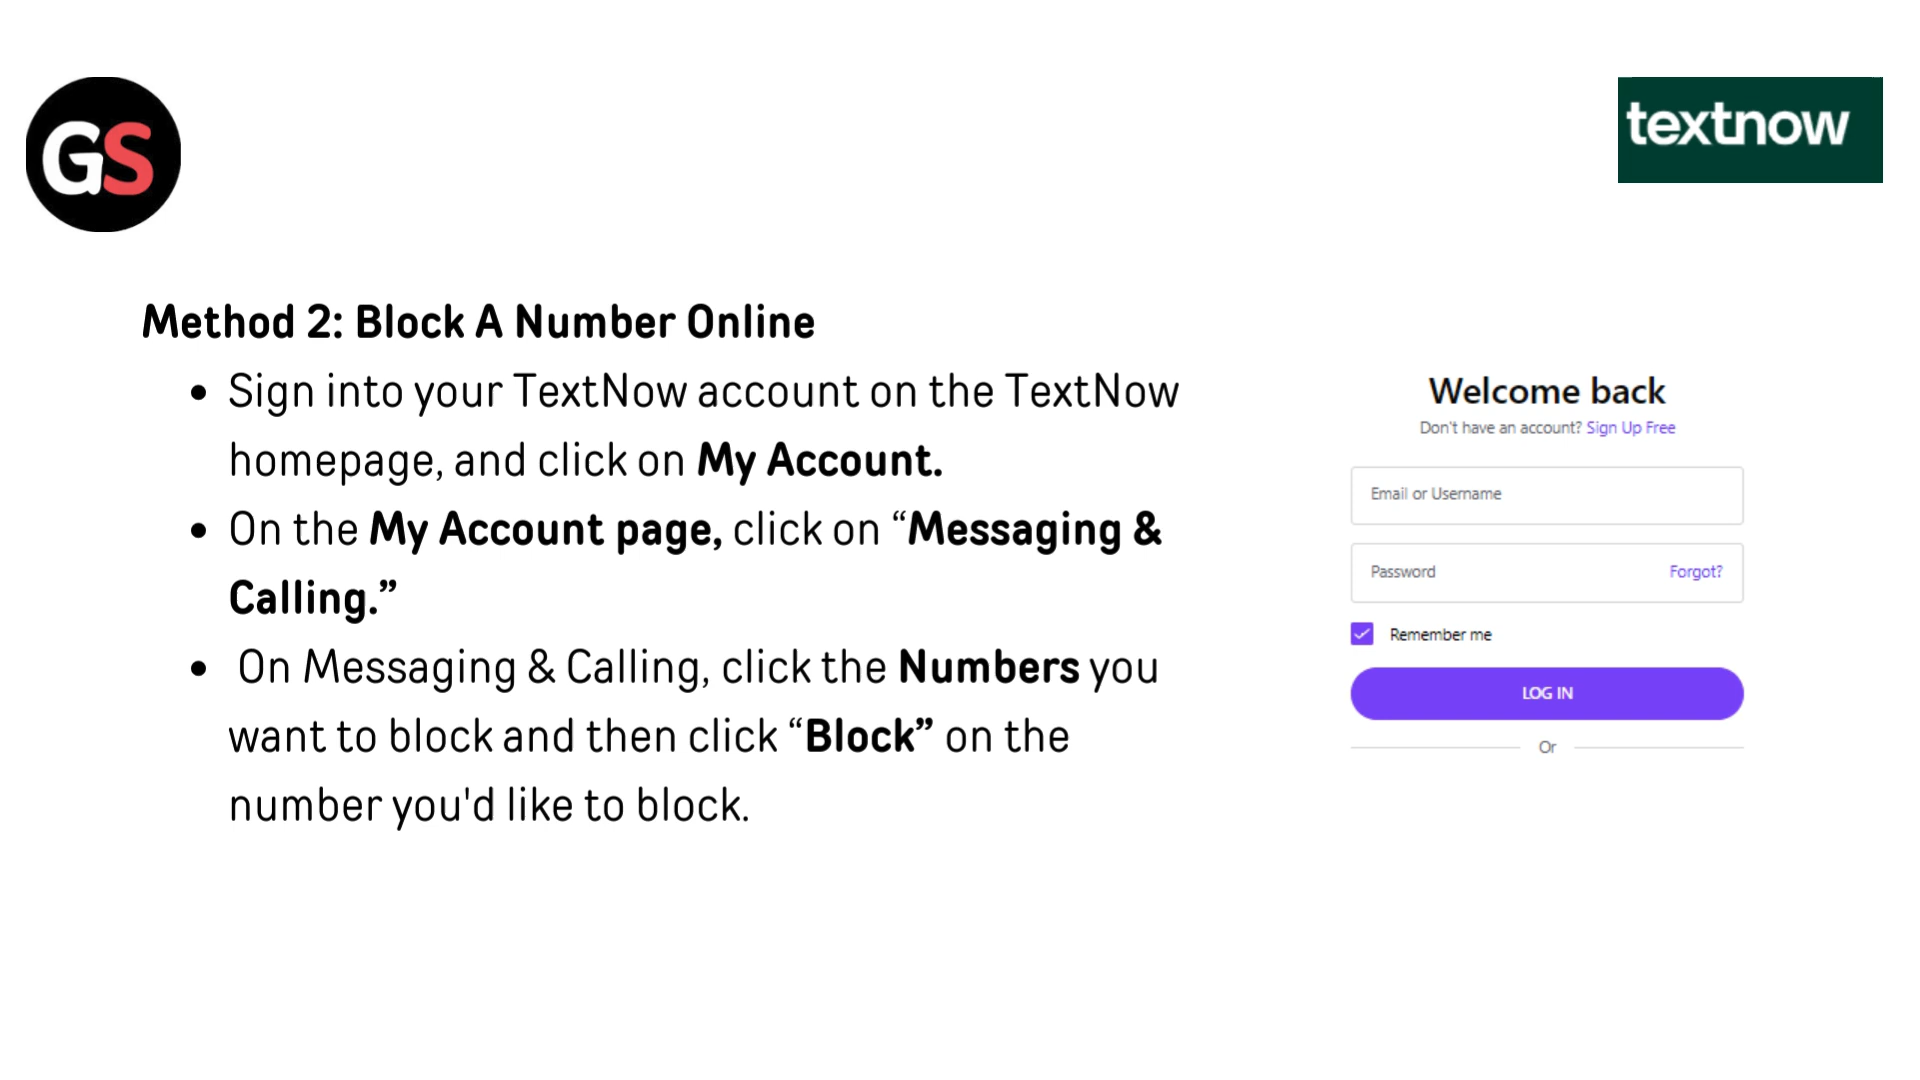 GS
textnow
Method 2: Block A Number Online
• Sign into your TextNow account on the TextNow
homepage, and click on My Account.
• On the My Account page, click on “Messaging &
Calling.”
• On Messaging & Calling, click the Numbers you
want to block and then click “Block” on the
number you'd like to block.
Welcome back
Don't have an account? Sign Up Free
Email or Username
Password Forgot?
Remember me
LOG IN
Or